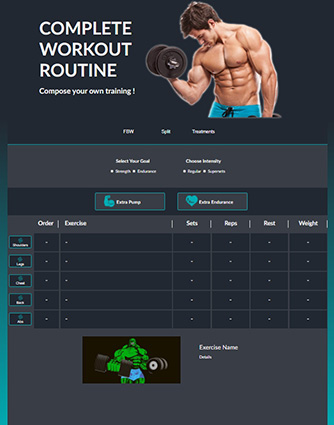 COMPLETE
WORKOUT
ROUTINE
Compose your own training !
FBW Split Treatments
Select Your Goal Choose Intensity
Strength Endurance Regular Supersets
Extra Pump Extra Endurance
Order Exercise Sets Reps Rest Weight
Shoulders - - - - - -
Legs - - - - - -
Chest - - - - - -
Back - - - - - -
Abs - - - - - -
Exercise Name
Details